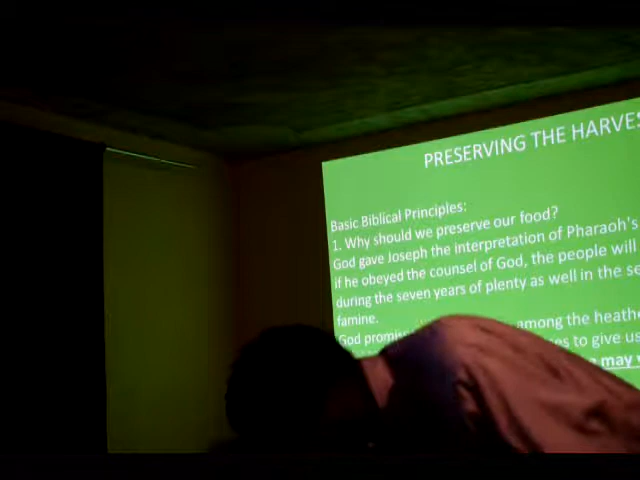 PRESERVING THE HARVES
Basic Biblical Principles:
1. Why should we preserve our food?
God gave Joseph the interpretation of Pharaoh's
if he obeyed the counsel of God, the people will
during the seven years of plenty as well in the se
famine.
God promis among the heathe
es to give us
may